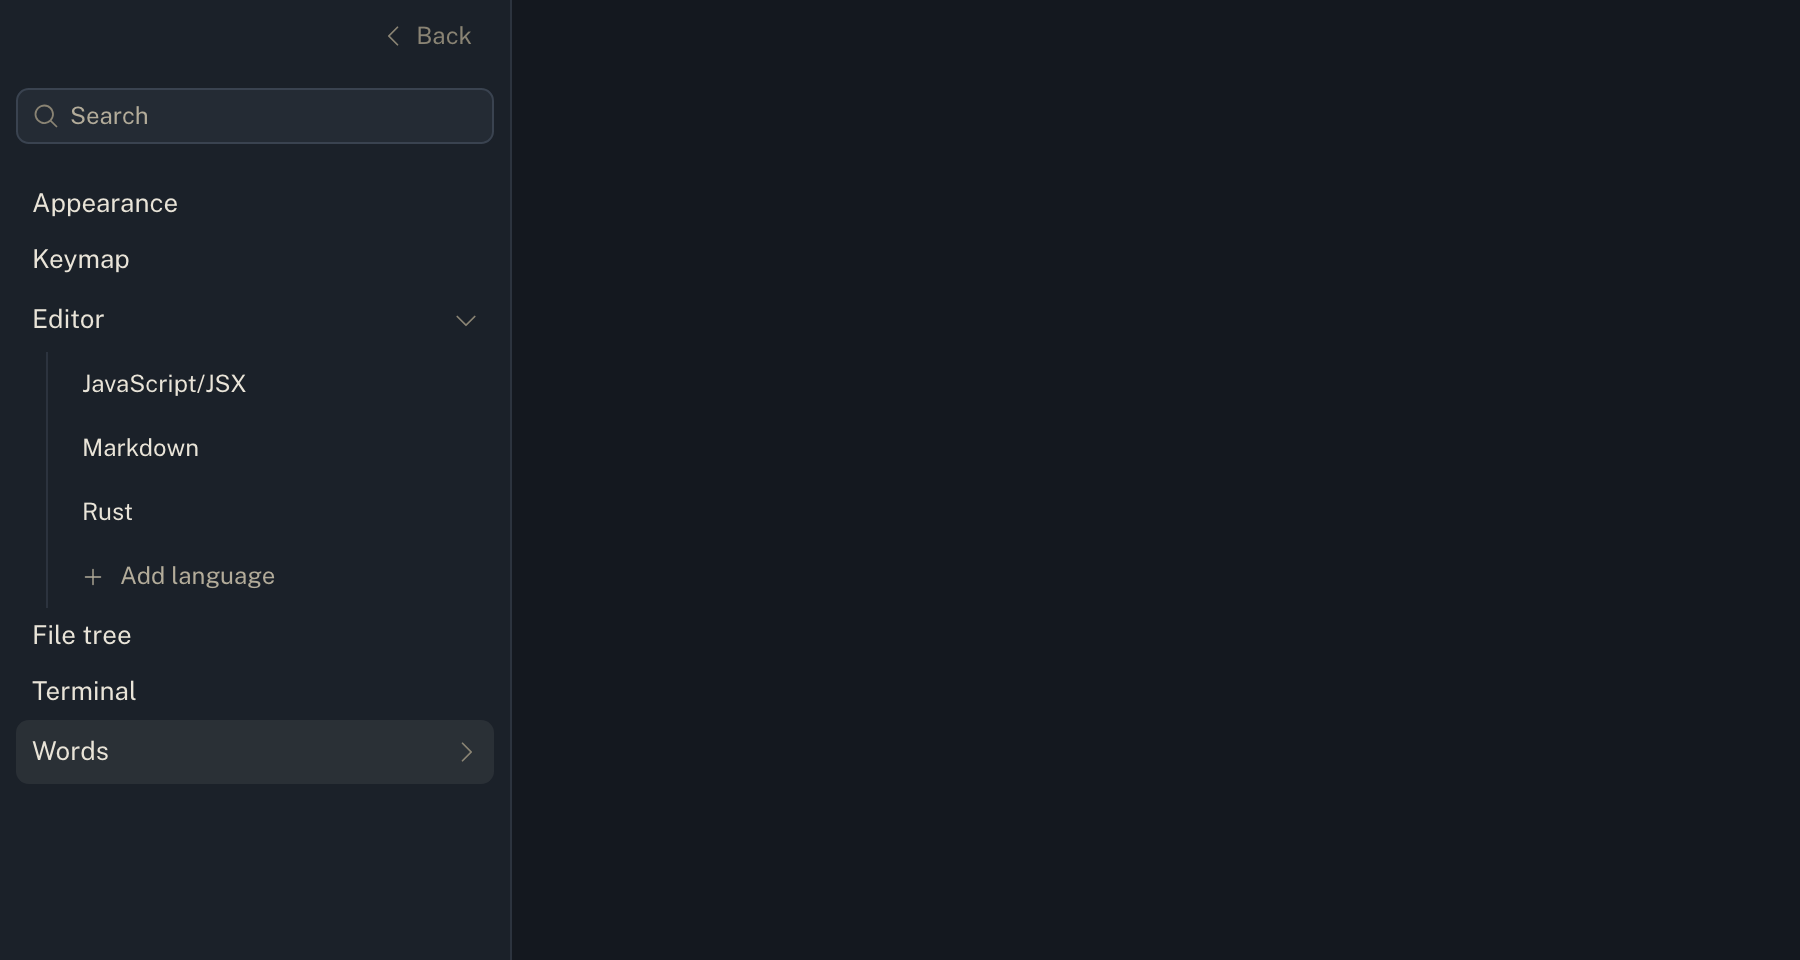 Back
Search
Appearance
Keymap
Editor
JavaScript/JSX
Markdown
Rust
Add language
File tree
Terminal
Words